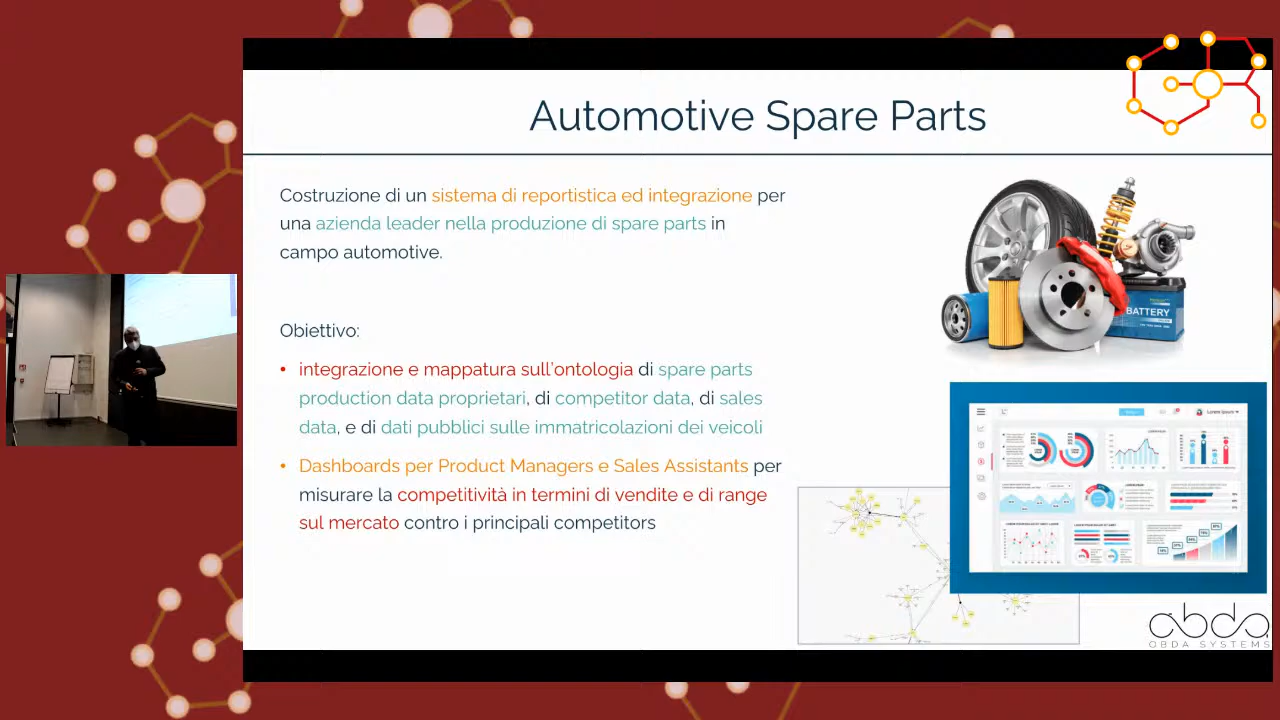 Automotive Spare Parts
Costruzione di un sistema di reportistica ed integrazione per
una azienda leader nella produzione di spare parts in
campo automotive.
Obiettivo:
• integrazione e mappatura sull'ontologia di spare parts
production data proprietari, di competitor data, di sales
data, e di dati pubblici sulle immatricolazioni dei veicoli
• Dashboards per Product Managers e Sales Assistants per
misurare la competitività in termini di vendite e di range
sul mercato contro i principali competitors
BATTERY
Lorem Ipsum
abda
OBDA SYSTEMS